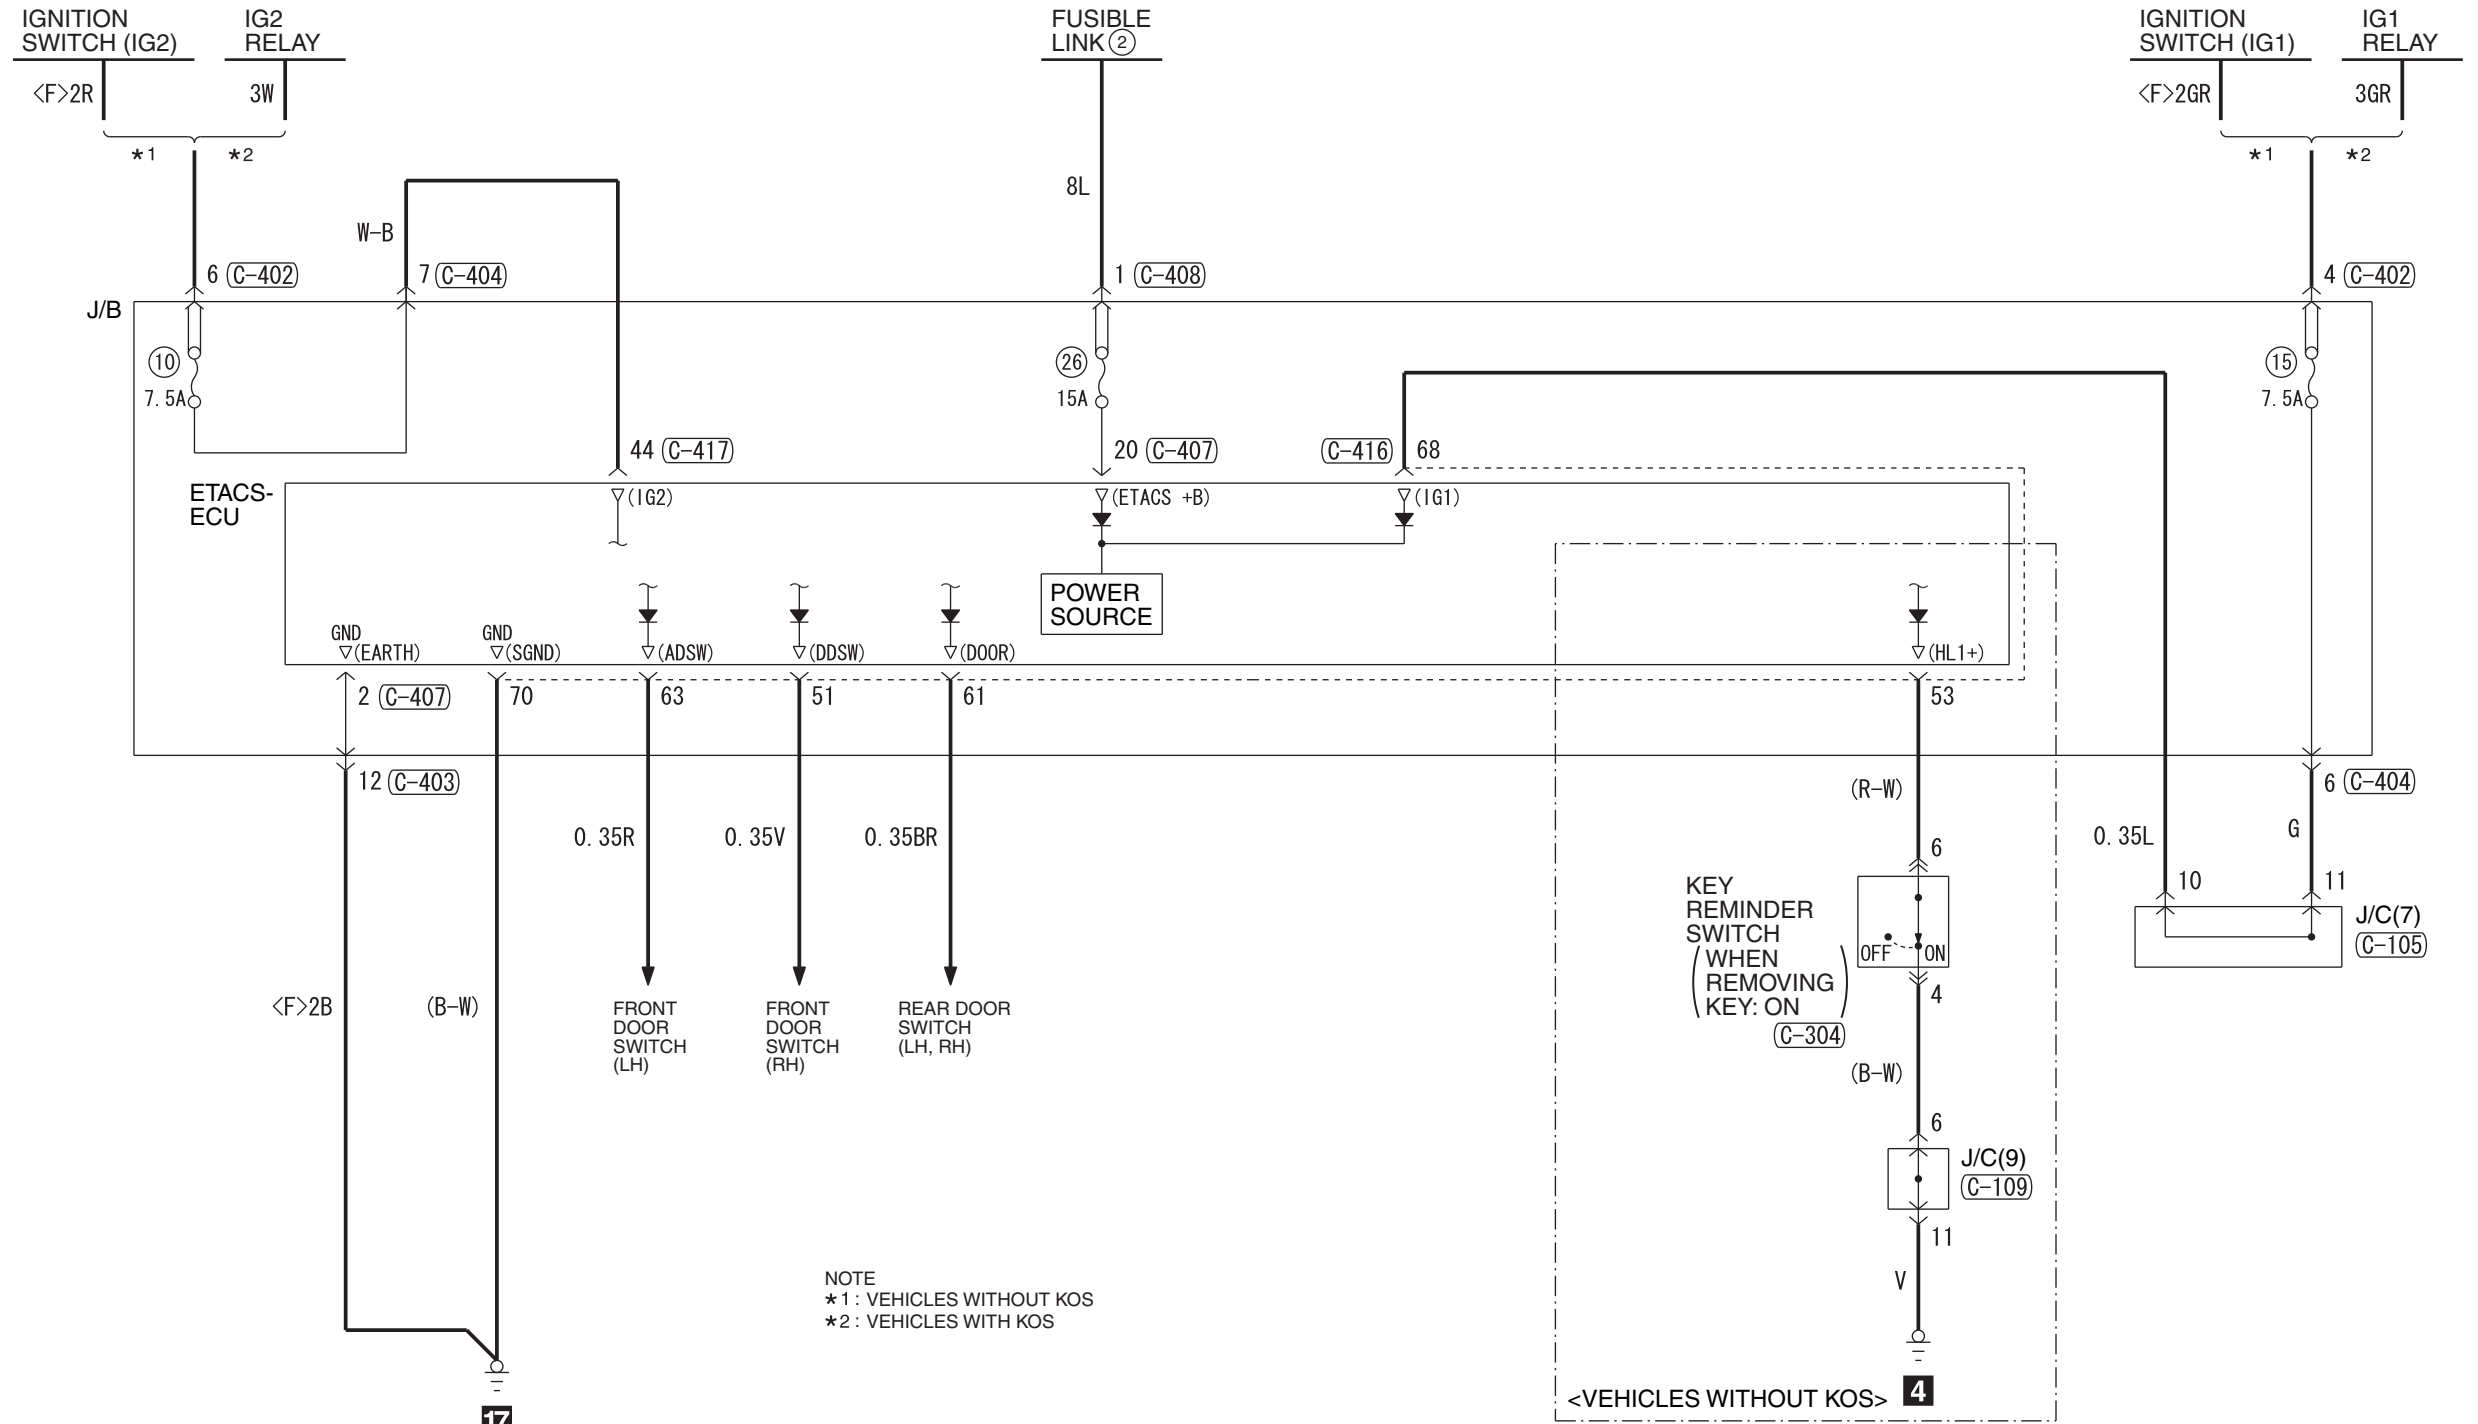 IGNITION
SWITCH (IG2)
IG2
RELAY
FUSIBLE
LINK ②
IGNITION
SWITCH (IG1)
IG1
RELAY
<F>2R
3W
<F>2GR
3GR
*1
*2
*1
*2
8L
W-B
6 (C-402)
7 (C-404)
1 (C-408)
4 (C-402)
J/B
⑩
7.5A
㉖
15A
⑮
7.5A
44 (C-417)
20 (C-407)
(C-416) 68
ETACS-
ECU
(IG2)
(ETACS +B)
(IG1)
POWER
SOURCE
GND
(EARTH)
GND
(SGND)
(ADSW)
(DDSW)
(DOOR)
(HL1+)
2 (C-407)
70
63
51
61
53
12 (C-403)
6 (C-404)
(R-W)
0.35R
0.35V
0.35BR
0.35L
G
6
10
11
KEY
REMINDER
SWITCH
WHEN
REMOVING
KEY: ON
(C-304)
OFF
ON
J/C(7)
(C-105)
4
<F>2B
(B-W)
FRONT
DOOR
SWITCH
(LH)
FRONT
DOOR
SWITCH
(RH)
REAR DOOR
SWITCH
(LH, RH)
(B-W)
6
J/C(9)
(C-109)
11
V
NOTE
*1 : VEHICLES WITHOUT KOS
*2 : VEHICLES WITH KOS
<VEHICLES WITHOUT KOS>
4
17